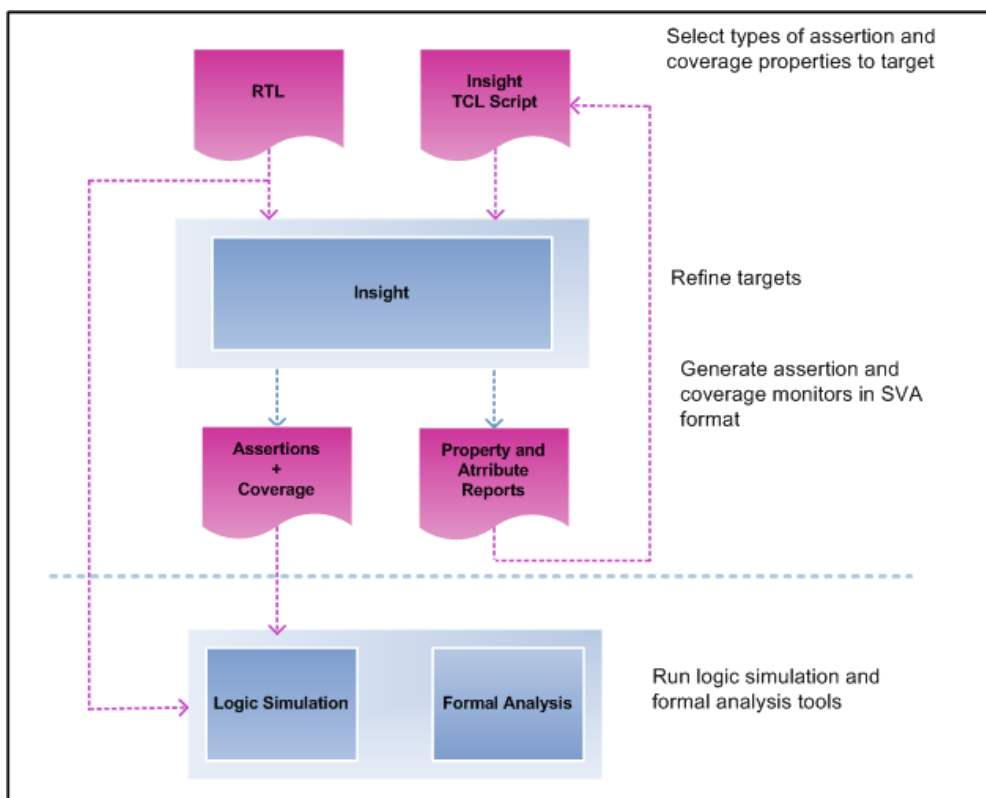 Select types of assertion and
coverage properties to target
RTL
Insight
TCL Script
Insight
Refine targets
Generate assertion and
coverage monitors in SVA
format
Assertions
+
Coverage
Property and
Atrribute
Reports
Logic Simulation
Formal Analysis
Run logic simulation and
formal analysis tools